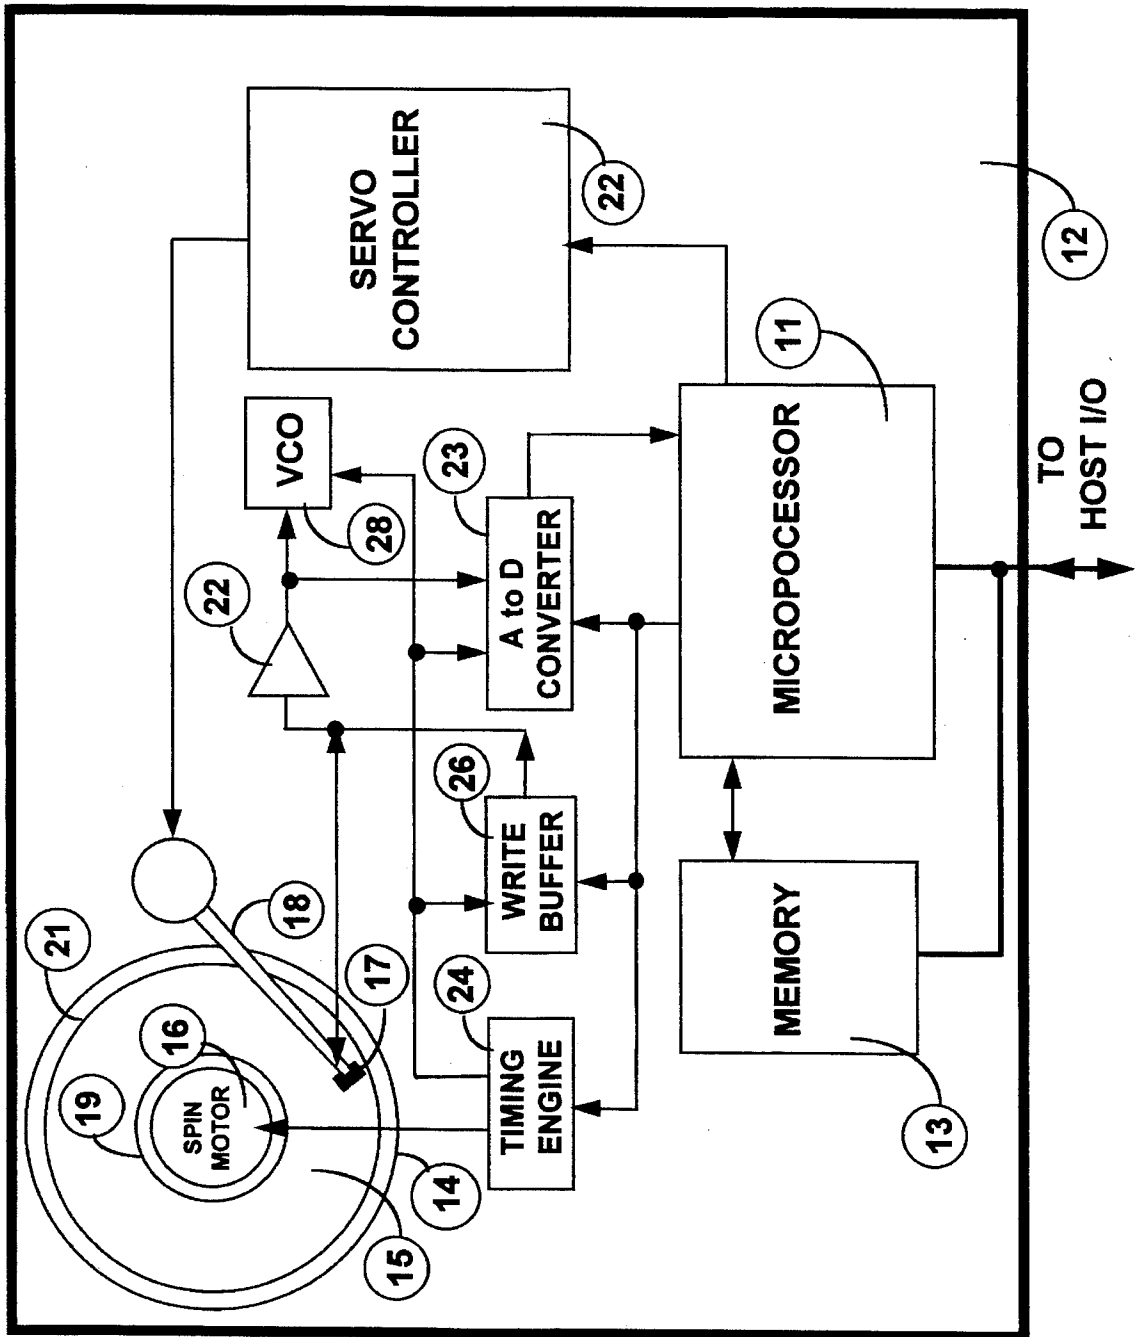 21
19
16
SPIN
MOTOR
18
17
14
15
22
VCO
28
SERVO
CONTROLLER
22
24
TIMING
ENGINE
26
WRITE
BUFFER
23
A to D
CONVERTER
MEMORY
13
MICROPOCESSOR
11
12
TO
HOST I/O